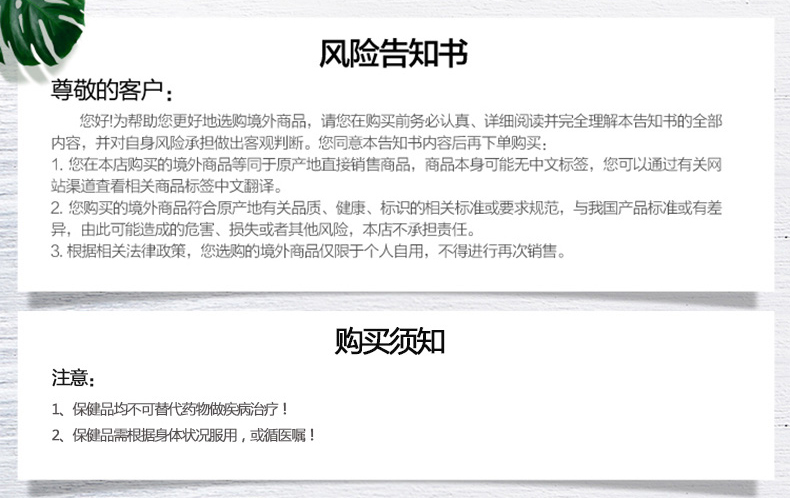 风险告知书
尊敬的客户：
您好!为帮助您更好地选购境外商品，请您在购买前务必认真、详细阅读并完全理解本告知书的全部
内容，并对自身风险承担做出客观判断。您同意本告知书内容后再下单购买：
1. 您在本店购买的境外商品等同于原产地直接销售商品，商品本身可能无中文标签，您可以通过有关网
站渠道查看相关商品标签中文翻译。
2. 您购买的境外商品符合原产地有关品质、健康、标识的相关标准或要求规范，与我国产品标准或有差
异，由此可能造成的危害、损失或者其他风险，本店不承担责任。
3. 根据相关法律政策，您选购的境外商品仅限于个人自用，不得进行再次销售。
购买须知
注意：
1、保健品均不可替代药物做疾病治疗！
2、保健品需根据身体状况服用，或循医嘱！